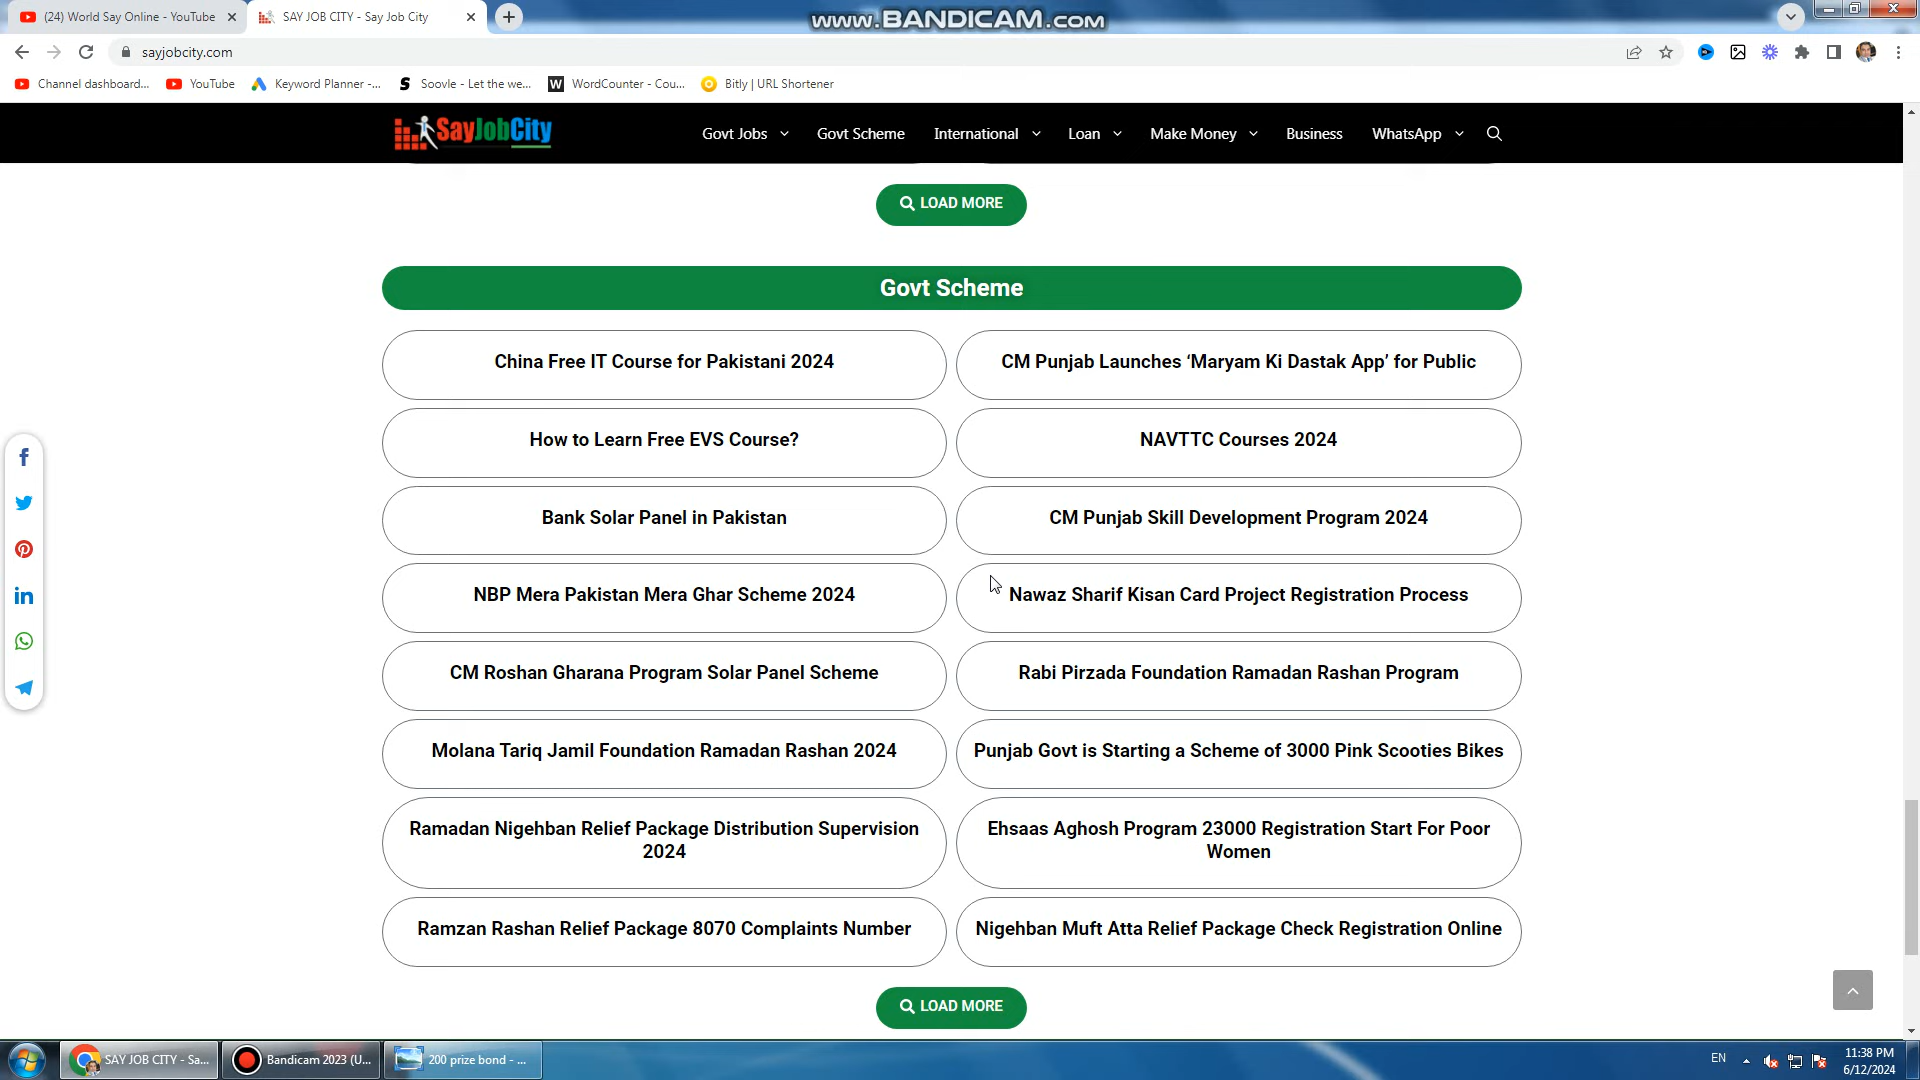 (24) World Say Online - YouTube
SAY JOB CITY - Say Job City
www.BANDICAM.com
sayjobcity.com
Channel dashboard...
YouTube
Keyword Planner -...
Soovle - Let the we...
WordCounter - Cou...
Bitly | URL Shortener
SayJobCity
Govt Jobs
Govt Scheme
International
Loan
Make Money
Business
WhatsApp
LOAD MORE
Govt Scheme
China Free IT Course for Pakistani 2024
CM Punjab Launches ‘Maryam Ki Dastak App’ for Public
How to Learn Free EVS Course?
NAVTTC Courses 2024
Bank Solar Panel in Pakistan
CM Punjab Skill Development Program 2024
NBP Mera Pakistan Mera Ghar Scheme 2024
Nawaz Sharif Kisan Card Project Registration Process
CM Roshan Gharana Program Solar Panel Scheme
Rabi Pirzada Foundation Ramadan Rashan Program
Molana Tariq Jamil Foundation Ramadan Rashan 2024
Punjab Govt is Starting a Scheme of 3000 Pink Scooties Bikes
Ramadan Nigehban Relief Package Distribution Supervision
2024
Ehsaas Aghosh Program 23000 Registration Start For Poor
Women
Ramzan Rashan Relief Package 8070 Complaints Number
Nigehban Muft Atta Relief Package Check Registration Online
LOAD MORE
SAY JOB CITY - Sa...
Bandicam 2023 (U...
200 prize bond - ...
EN
11:38 PM
6/12/2024